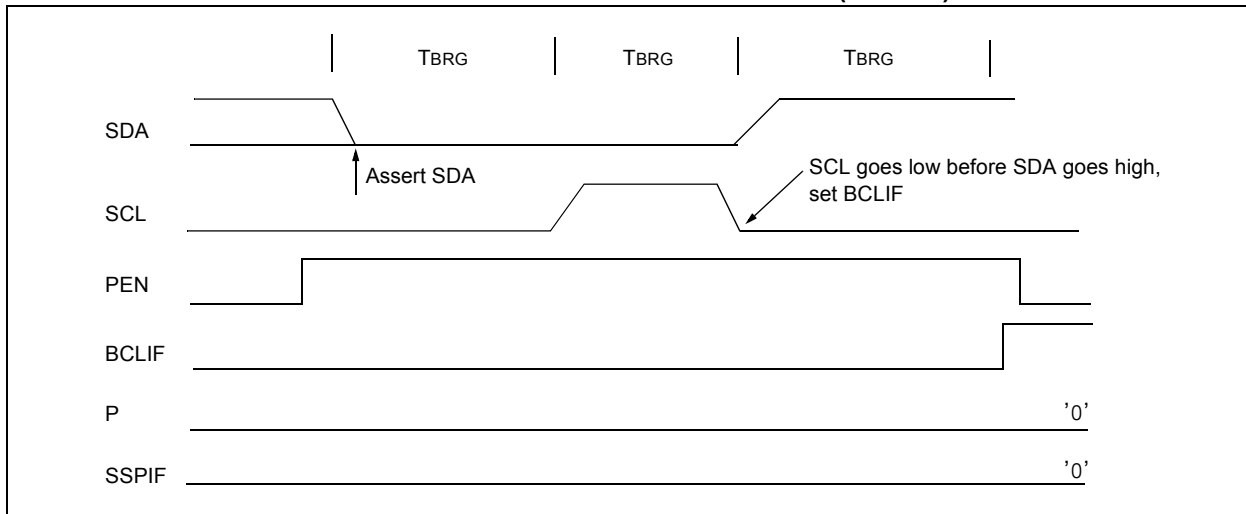 TBRG TBRG TBRG
SDA
Assert SDA
SCL goes low before SDA goes high,
set BCLIF
SCL
PEN
BCLIF
P '0'
SSPIF '0'